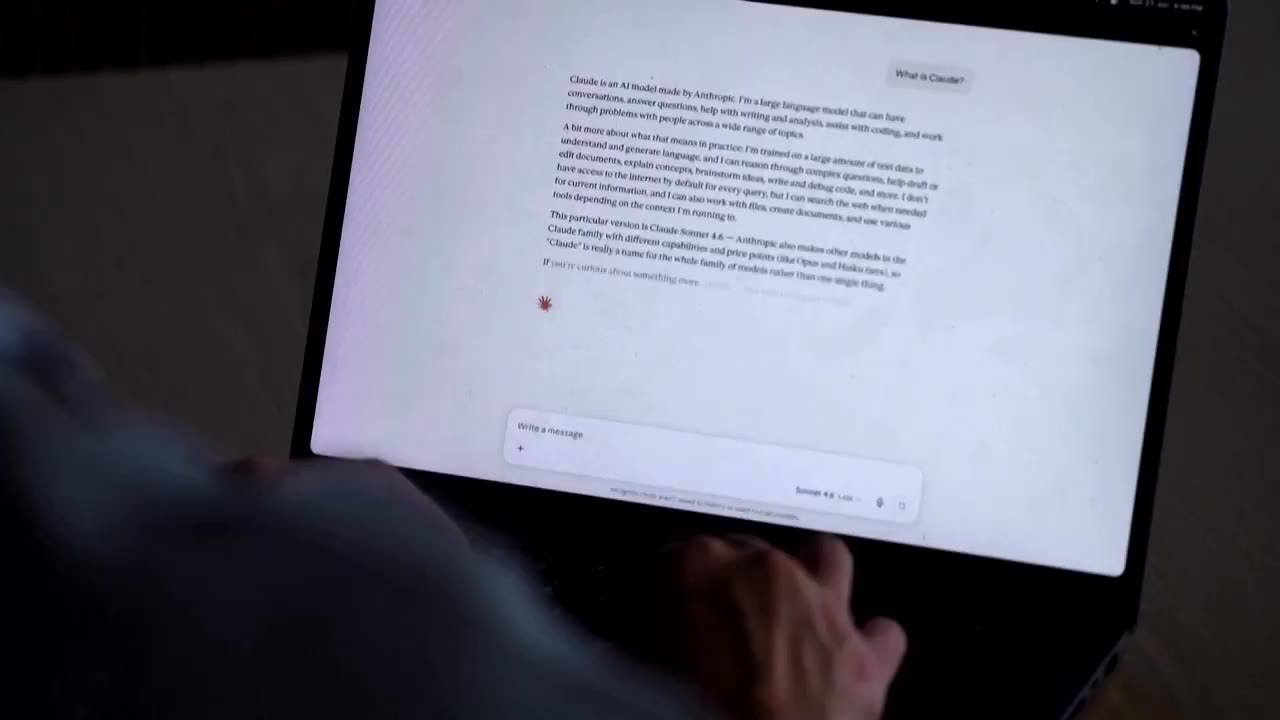 What is Claude?
Claude is an AI model made by Anthropic. I'm a large language model that can have
conversations, answer questions, help with writing and analysis, assist with coding, and work
through problems with people across a wide range of topics.
A bit more about what that means in practice: I'm trained on a large amount of text data to
understand and generate language, and I can reason through complex questions, help draft or
edit documents, explain concepts, brainstorm ideas, write and debug code, and more. I don't
have access to the internet by default for every query, but I can search the web when needed
for current information, and I can also work with files, create documents, and use various
tools depending on the context I'm running in.
This particular version is Claude Sonnet 4.6 — Anthropic also makes other models in the
Claude family with different capabilities and price points (like Opus and Haiku tiers), so
"Claude" is really a name for the whole family of models rather than one single thing.
If you're curious about something more
Write a message
+
Sonnet 4.6 Low